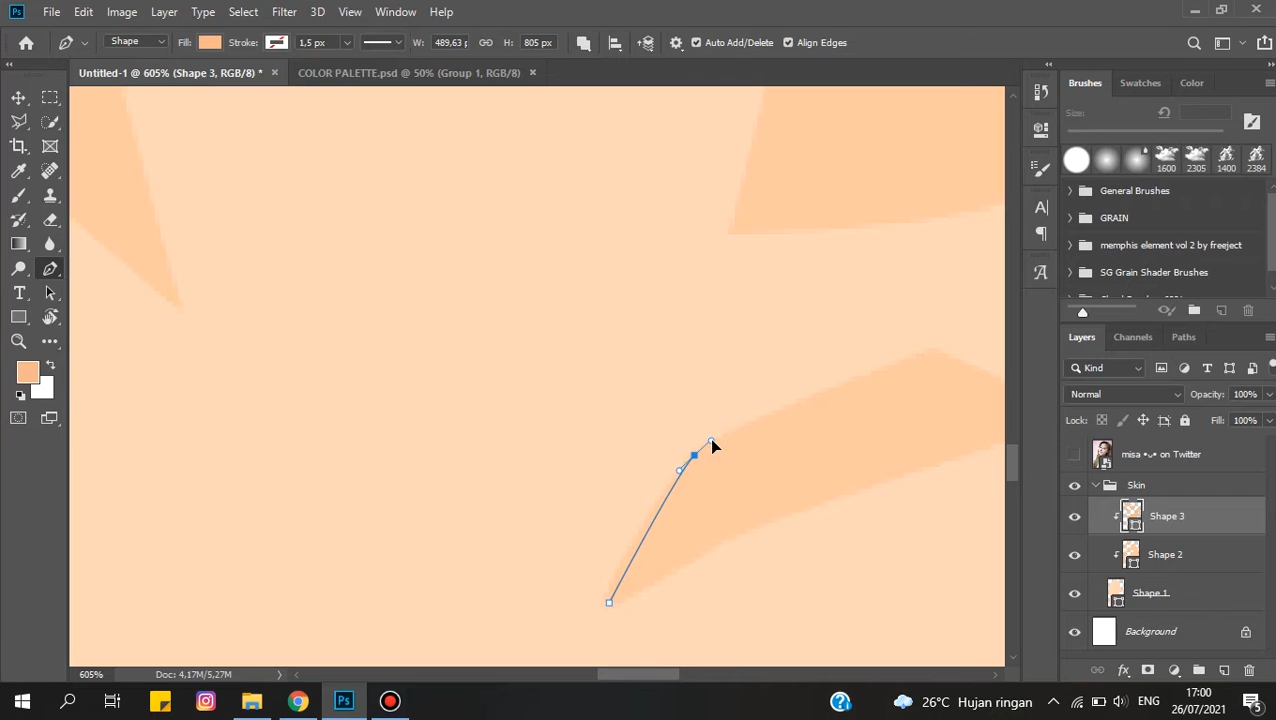 Ps File Edit Image Layer Type Select Filter 3D View Window Help
Shape Fill: Stroke: 1,5 px W: 489,63 p H: 805 px Auto Add/Delete Align Edges
Untitled-1 @ 605% (Shape 3, RGB/8) * × COLOR PALETTE.psd @ 50% (Group 1, RGB/8) ×
Brushes Swatches Color
Size:
1600 2305 1400 2384
General Brushes
GRAIN
memphis element vol 2 by freeject
SG Grain Shader Brushes
Layers Channels Paths
Kind
Normal Opacity: 100%
Lock: Fill: 100%
misa •ᴗ• on Twitter
Skin
Shape 3
Shape 2
Shape 1
Background
605% Doc: 4,17M/5,27M
Ps 26°C Hujan ringan ENG 17:00
26/07/2021 5